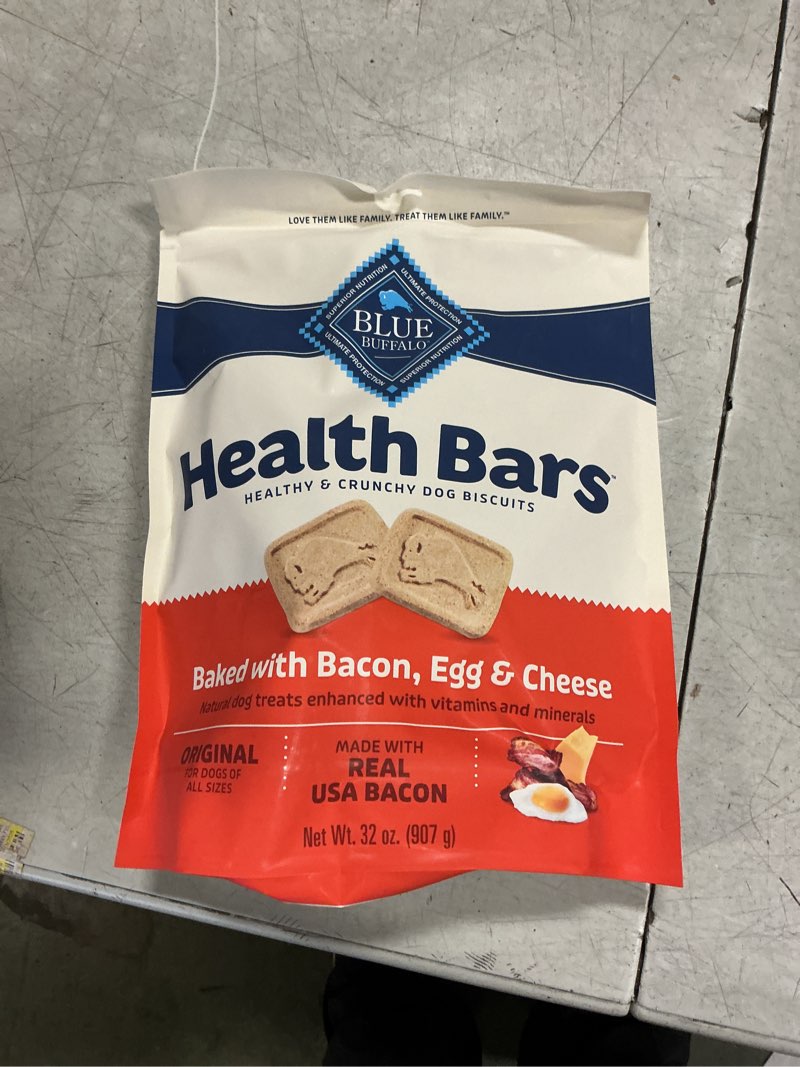 LOVE THEM LIKE FAMILY. TREAT THEM LIKE FAMILY.™
SUPERIOR NUTRITION
ULTIMATE PROTECTION
BLUE
BUFFALO
ULTIMATE PROTECTION
SUPERIOR NUTRITION
Health Bars™
HEALTHY & CRUNCHY DOG BISCUITS
Baked with Bacon, Egg & Cheese
Natural dog treats enhanced with vitamins and minerals
ORIGINAL
FOR DOGS OF
ALL SIZES
MADE WITH
REAL
USA BACON
Net Wt. 32 oz. (907 g)